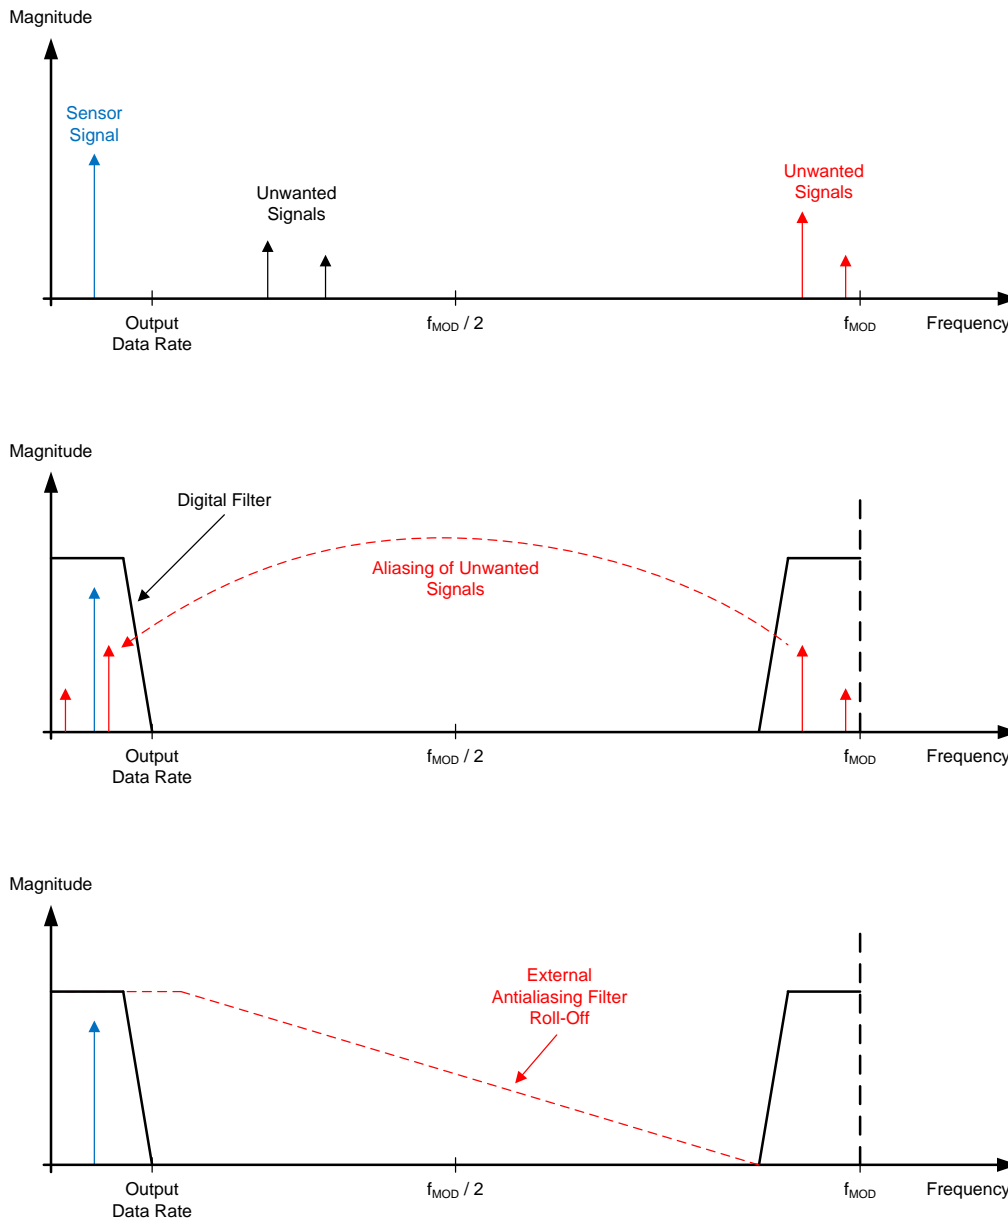 Magnitude
Sensor
Signal
Unwanted
Signals
Unwanted
Signals
Output
Data Rate
fMOD / 2
fMOD
Frequency
Magnitude
Digital Filter
Aliasing of Unwanted
Signals
Output
Data Rate
fMOD / 2
fMOD
Frequency
Magnitude
External
Antialiasing Filter
Roll-Off
Output
Data Rate
fMOD / 2
fMOD
Frequency